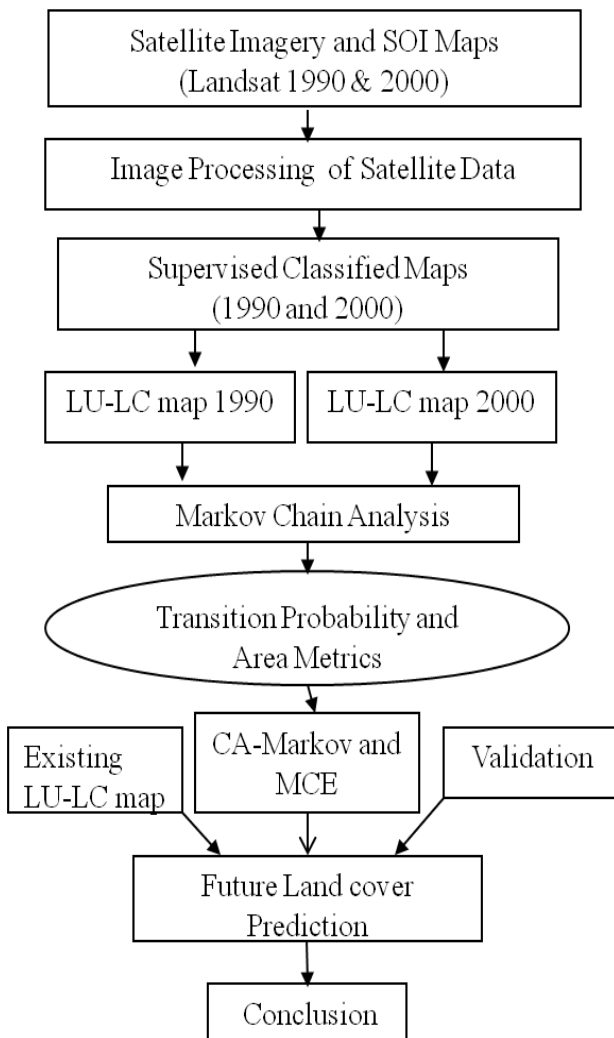 Satellite Imagery and SOI Maps
(Landsat 1990 & 2000)
Image Processing of Satellite Data
Supervised Classified Maps
(1990 and 2000)
LU-LC map 1990
LU-LC map 2000
Markov Chain Analysis
Transition Probability and
Area Metrics
Existing
LU-LC map
CA-Markov and
MCE
Validation
Future Land cover
Prediction
Conclusion